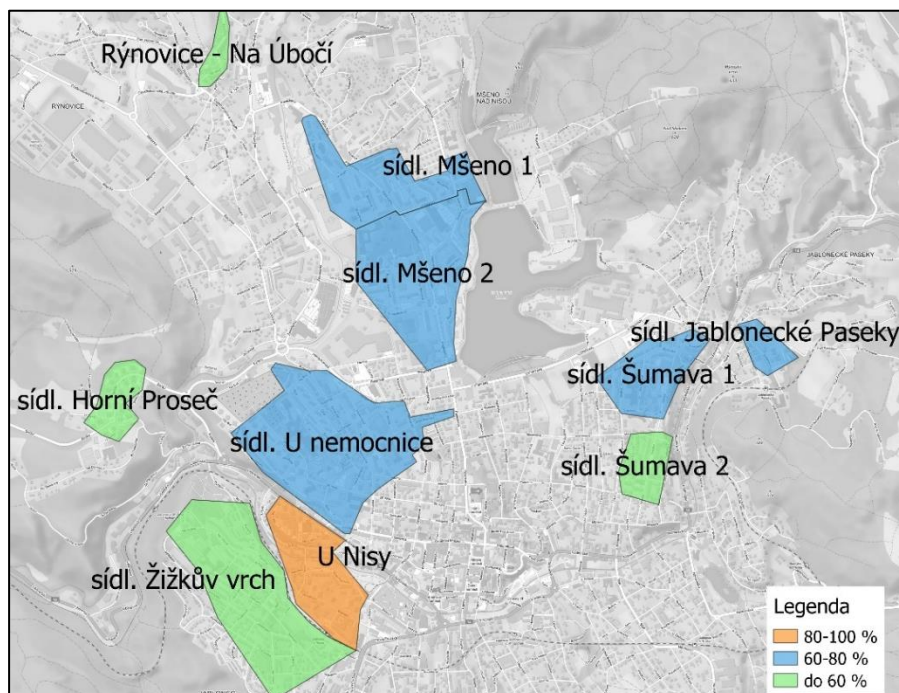 Rýnovice - Na Úbočí
RÝNOVICE
MŠENO
NAD NISOU
sídl. Mšeno 1
sídl. Mšeno 2
JABLONECKÉ PASEKY
sídl. Jablonecké Paseky
sídl. Šumava 1
sídl. Horní Proseč
sídl. U nemocnice
sídl. Šumava 2
U Nisy
sídl. Žižkův vrch
Legenda
80-100 %
60-80 %
do 60 %